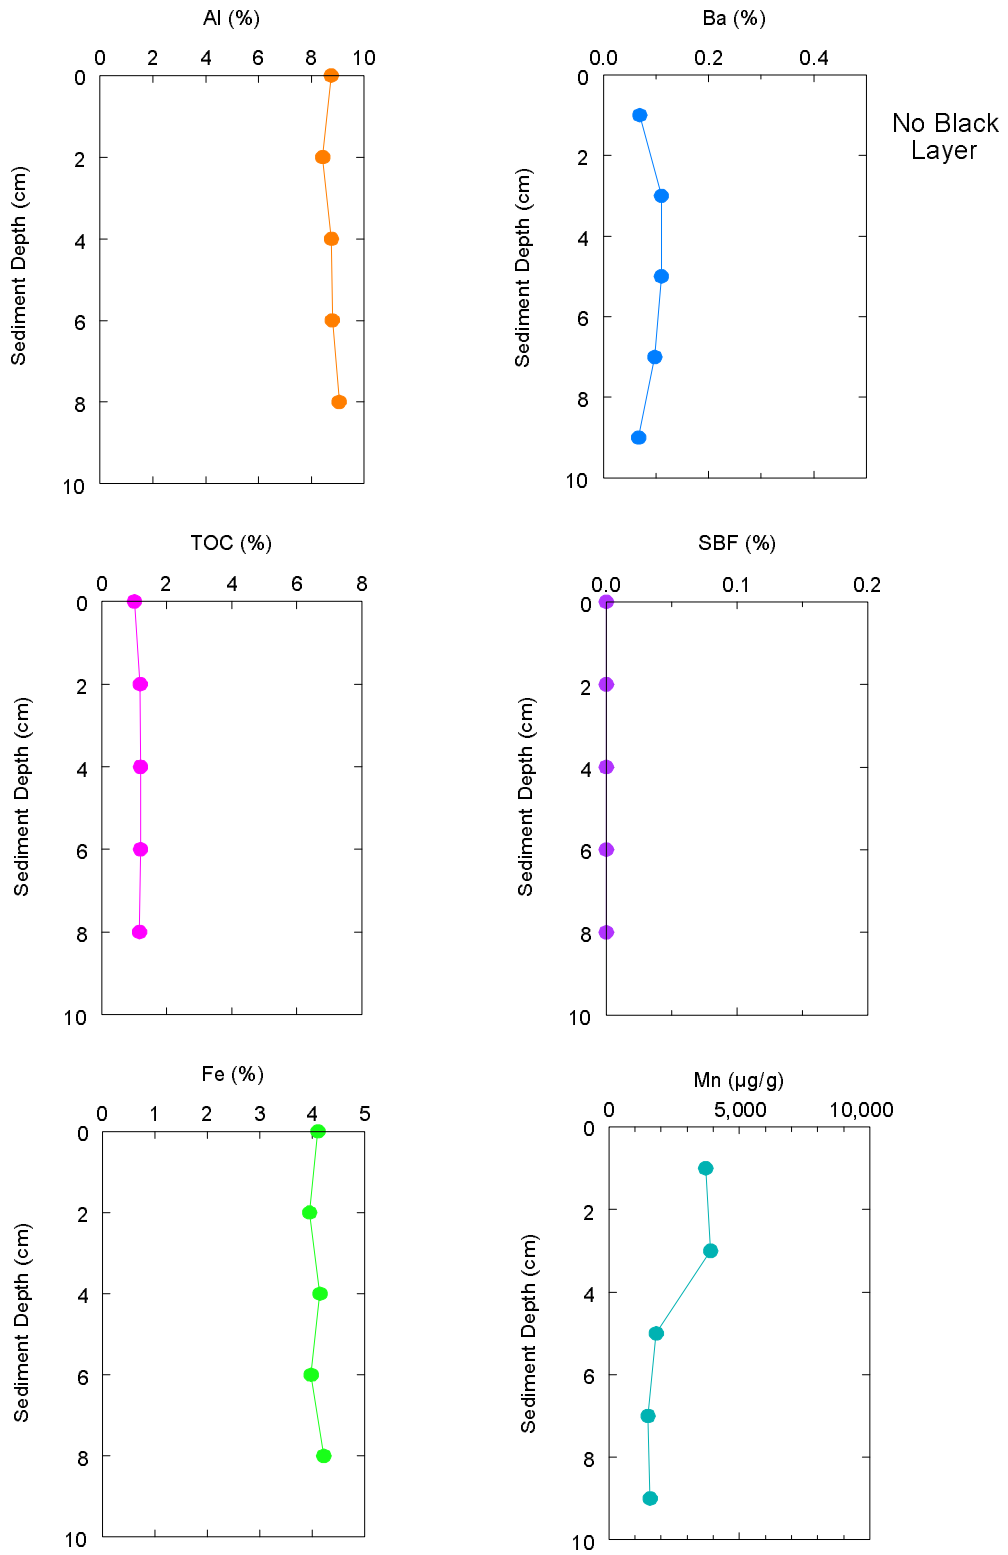 Al (%)
0 2 4 6 8 10
0
2
4
6
8
10
Sediment Depth (cm)
Ba (%)
0.0 0.2 0.4
0
2
4
6
8
10
Sediment Depth (cm)
No Black
Layer
TOC (%)
0 2 4 6 8
0
2
4
6
8
10
Sediment Depth (cm)
SBF (%)
0.0 0.1 0.2
0
2
4
6
8
10
Sediment Depth (cm)
Fe (%)
0 1 2 3 4 5
0
2
4
6
8
10
Sediment Depth (cm)
Mn (µg/g)
0 5,000 10,000
0
2
4
6
8
10
Sediment Depth (cm)